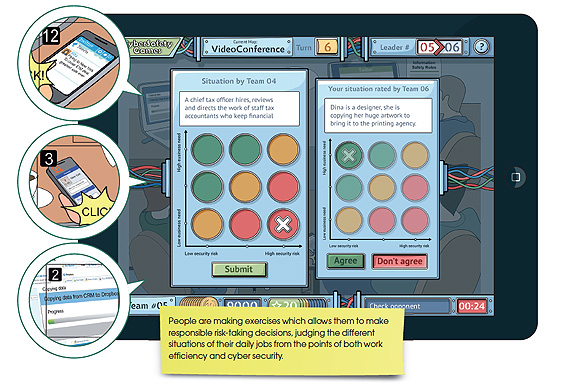 12
CyberSafety
Games
Current Map:
VideoConference
Turn 6
Leader # 05 06
?
Situation by Team 04
A chief tax officer hires, reviews
and directs the work of staff tax
accountants who keep financial
High business need
Low business need
Low security risk
High security risk
Submit
Your situation rated by Team 06
Dina is a designer, she is
copying her huge artwork to
bring it to the printing agency.
High business need
Low business need
Low security risk
High security risk
Agree
Don't agree
3
CLIC
2
Copying data
Copying data from CRM to Dropbox
Progress
Team #05
9000
20
Check opponent
00:24
People are making exercises which allows them to make
responsible risk-taking decisions, judging the different
situations of their daily jobs from the points of both work
efficiency and cyber security.